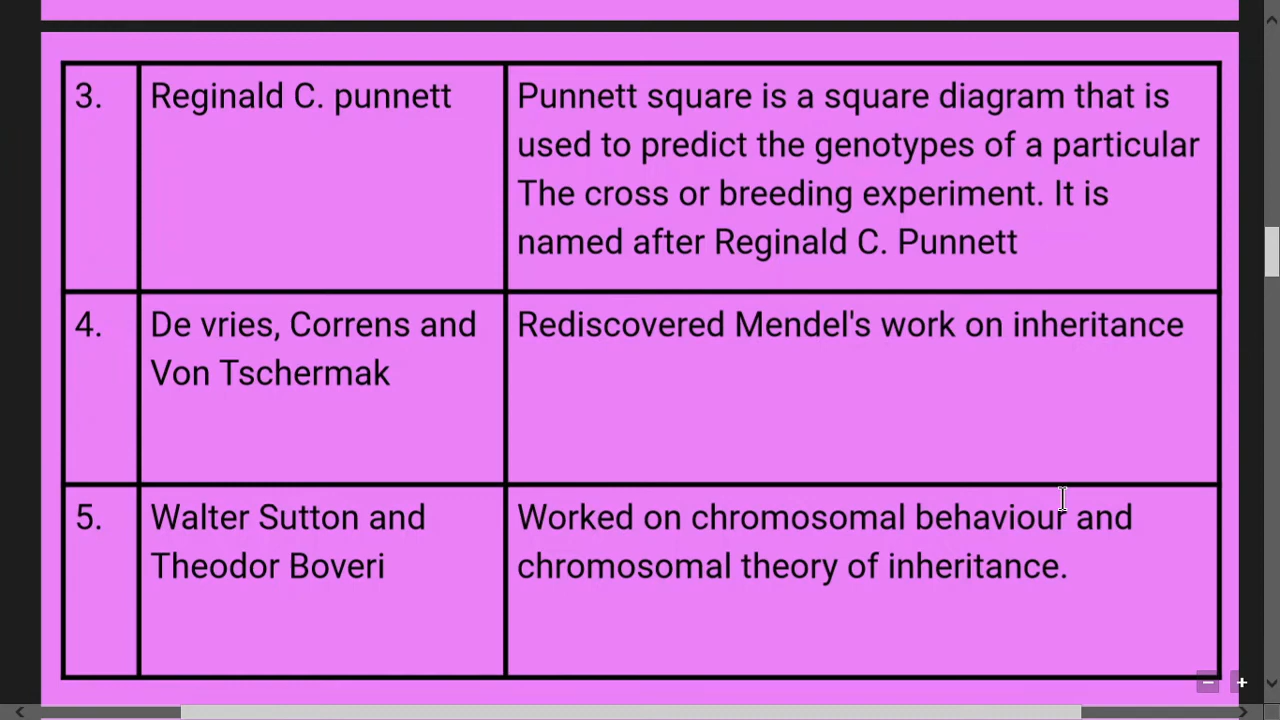 3.
Reginald C. punnett
Punnett square is a square diagram that is
used to predict the genotypes of a particular
The cross or breeding experiment. It is
named after Reginald C. Punnett
4.
De vries, Correns and
Von Tschermak
Rediscovered Mendel's work on inheritance
5.
Walter Sutton and
Theodor Boveri
Worked on chromosomal behaviour and
chromosomal theory of inheritance.